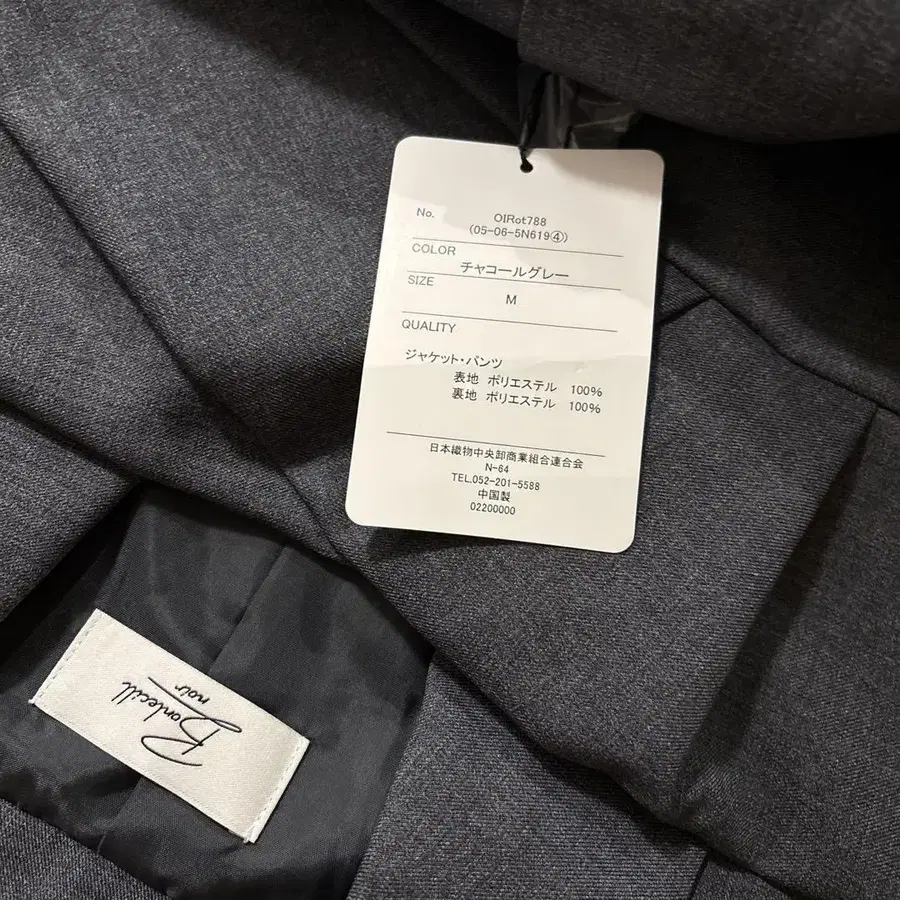 No.
OIRot788
(05-06-5N619④)
COLOR
チャコールグレー
SIZE
M
QUALITY
ジャケット・パンツ
表地 ポリエステル 100%
裏地 ポリエステル 100%
日本織物中央卸商業組合連合会
N-64
TEL.052-201-5588
中国製
02200000
Bonlecill
noir